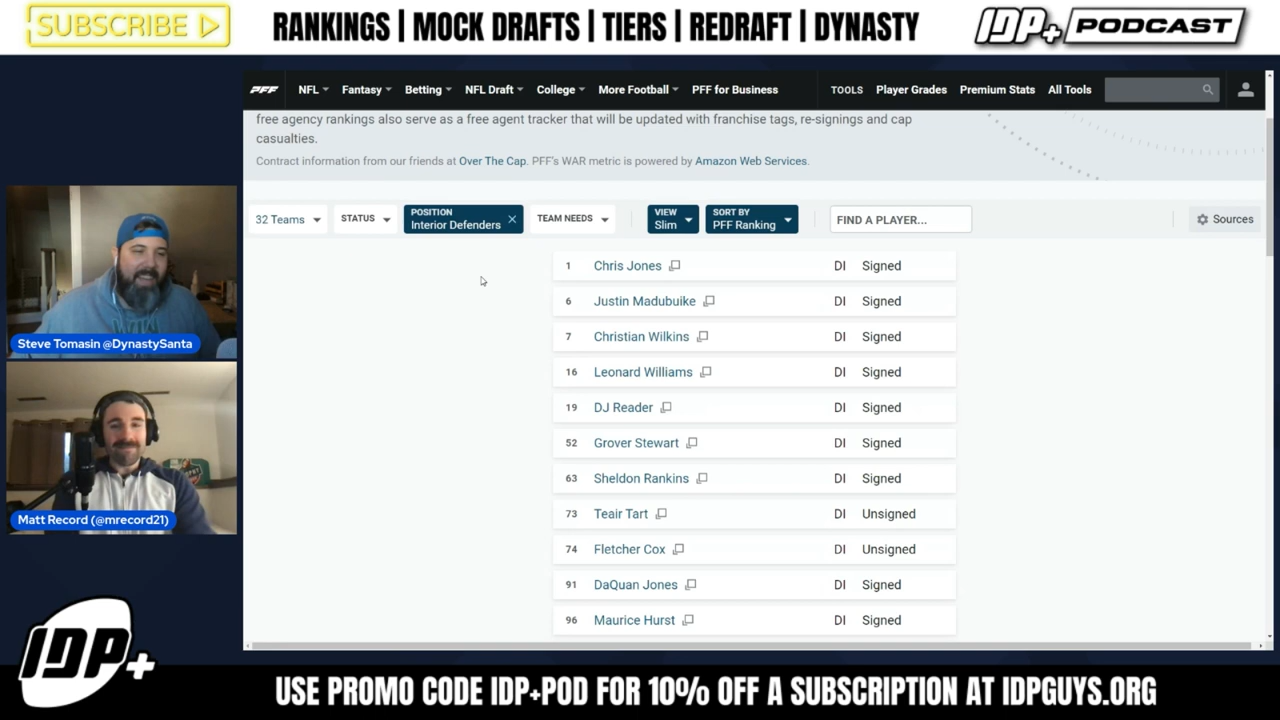 SUBSCRIBE
RANKINGS | MOCK DRAFTS | TIERS | REDRAFT | DYNASTY
IDP+ PODCAST
PFF NFL Fantasy Betting NFL Draft College More Football PFF for Business TOOLS Player Grades Premium Stats All Tools
free agency rankings also serve as a free agent tracker that will be updated with franchise tags, re-signings and cap
casualties.
Contract information from our friends at Over The Cap. PFF's WAR metric is powered by Amazon Web Services.
32 Teams
STATUS
POSITION
Interior Defenders
TEAM NEEDS
VIEW
Slim
SORT BY
PFF Ranking
FIND A PLAYER...
Sources
1 Chris Jones DI Signed
6 Justin Madubuike DI Signed
7 Christian Wilkins DI Signed
16 Leonard Williams DI Signed
19 DJ Reader DI Signed
52 Grover Stewart DI Signed
63 Sheldon Rankins DI Signed
73 Teair Tart DI Unsigned
74 Fletcher Cox DI Unsigned
91 DaQuan Jones DI Signed
96 Maurice Hurst DI Signed
Steve Tomasin @DynastySanta
Matt Record (@mrecord21)
IDP+
USE PROMO CODE IDP+POD FOR 10% OFF A SUBSCRIPTION AT IDPGUYS.ORG